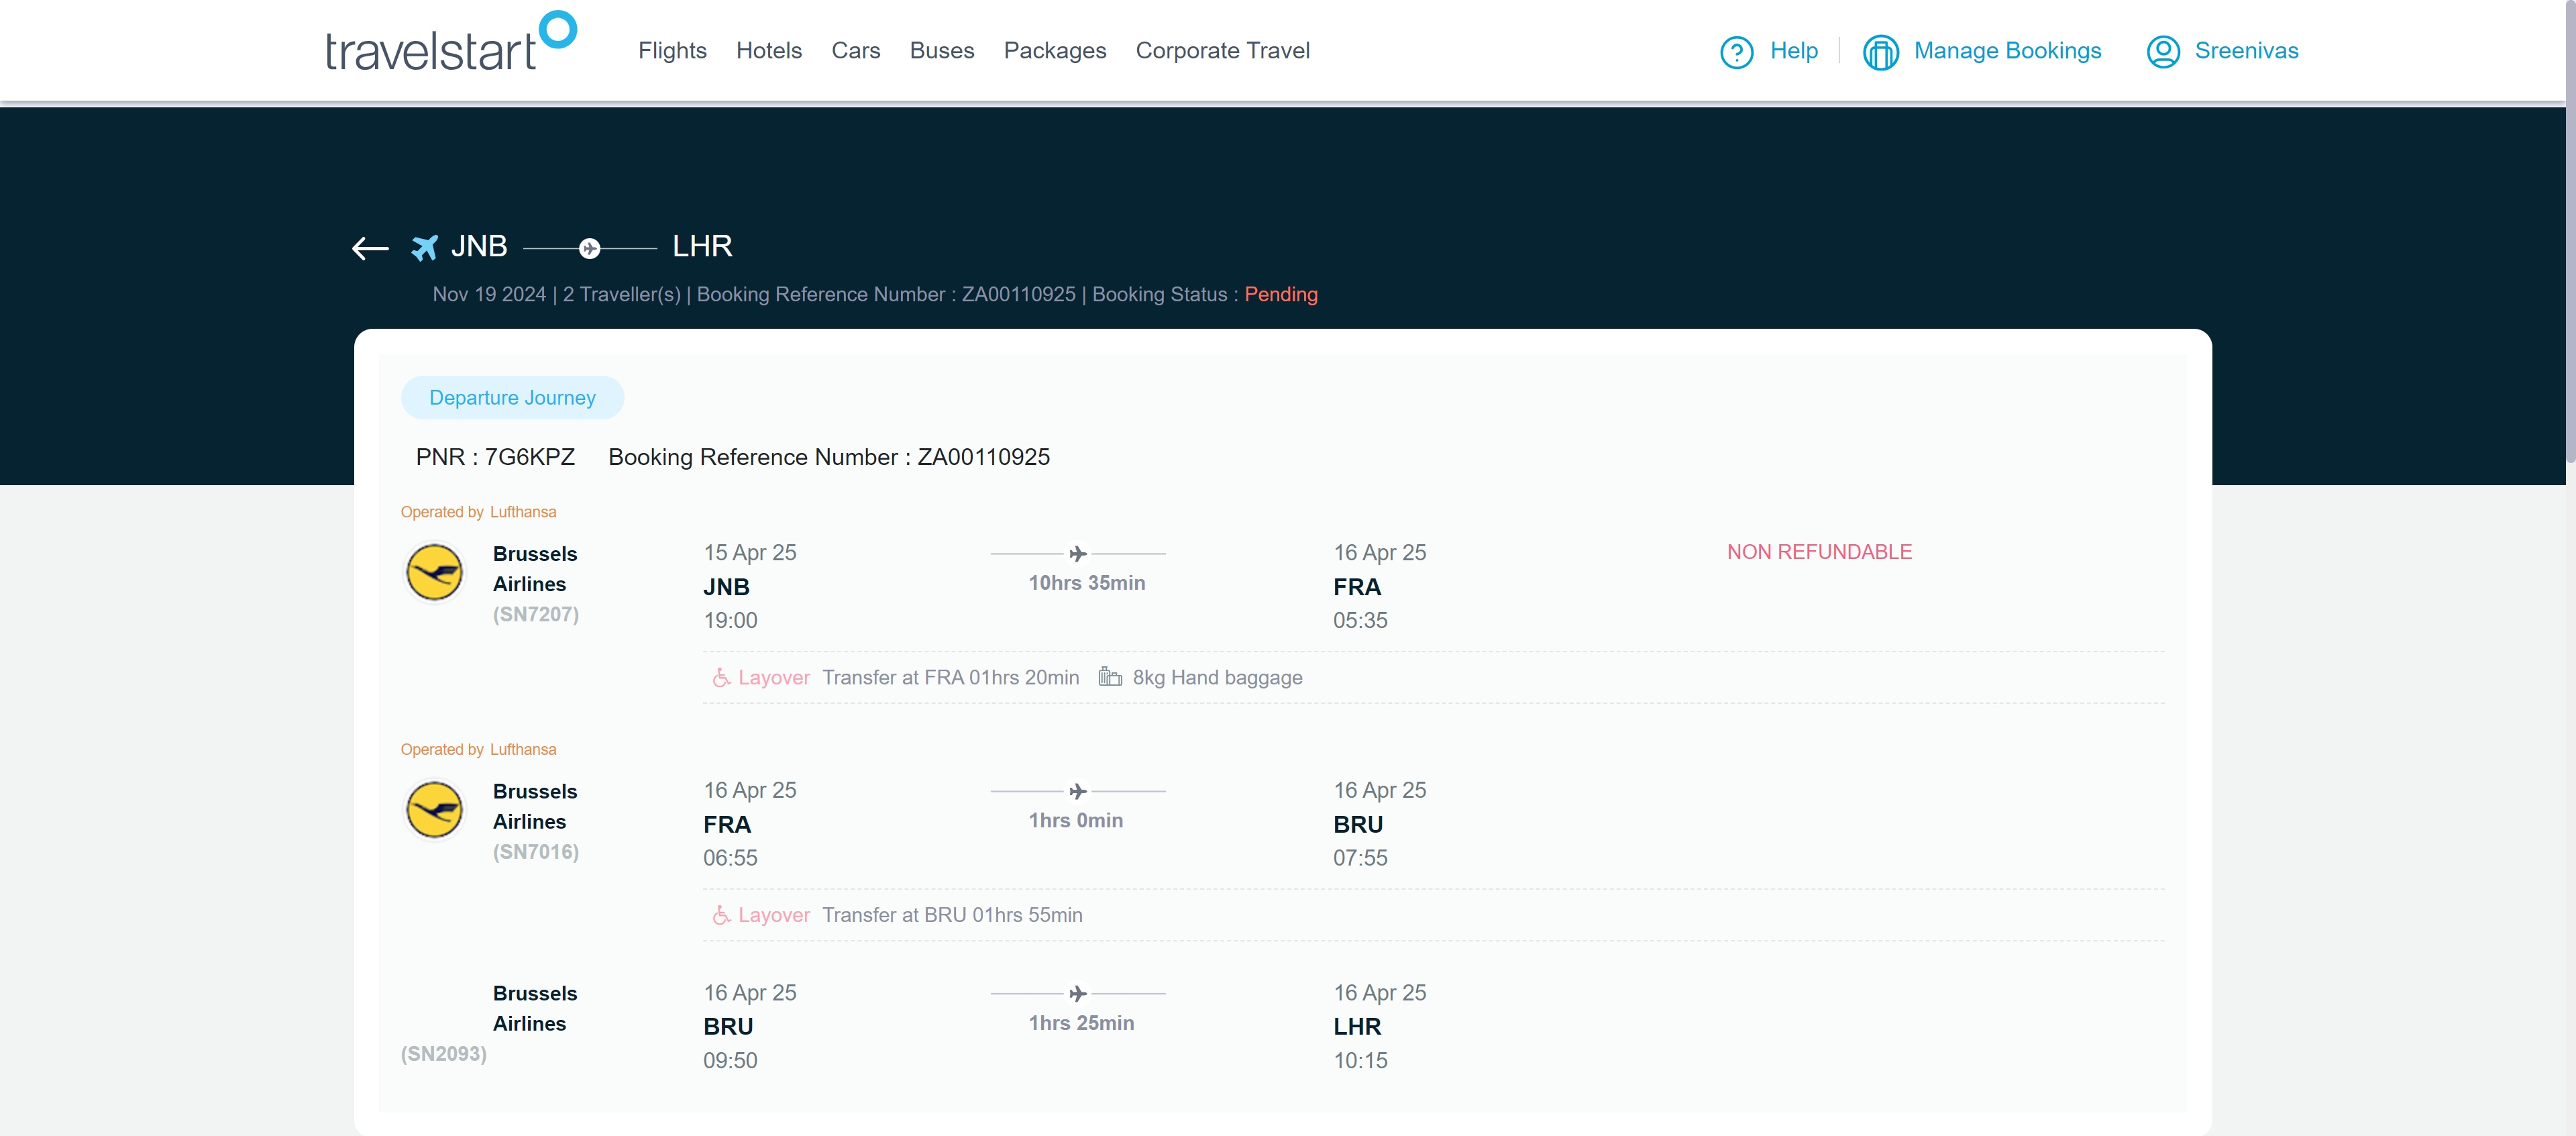 travelstart Flights Hotels Cars Buses Packages Corporate Travel Help Manage Bookings Sreenivas
JNB LHR
Nov 19 2024 | 2 Traveller(s) | Booking Reference Number : ZA00110925 | Booking Status : Pending
Departure Journey
PNR : 7G6KPZ Booking Reference Number : ZA00110925
Operated by Lufthansa
Brussels Airlines (SN7207)
15 Apr 25
JNB
19:00
10hrs 35min
16 Apr 25
FRA
05:35
NON REFUNDABLE
Layover Transfer at FRA 01hrs 20min 8kg Hand baggage
Operated by Lufthansa
Brussels Airlines (SN7016)
16 Apr 25
FRA
06:55
1hrs 0min
16 Apr 25
BRU
07:55
Layover Transfer at BRU 01hrs 55min
Brussels Airlines
(SN2093)
16 Apr 25
BRU
09:50
1hrs 25min
16 Apr 25
LHR
10:15